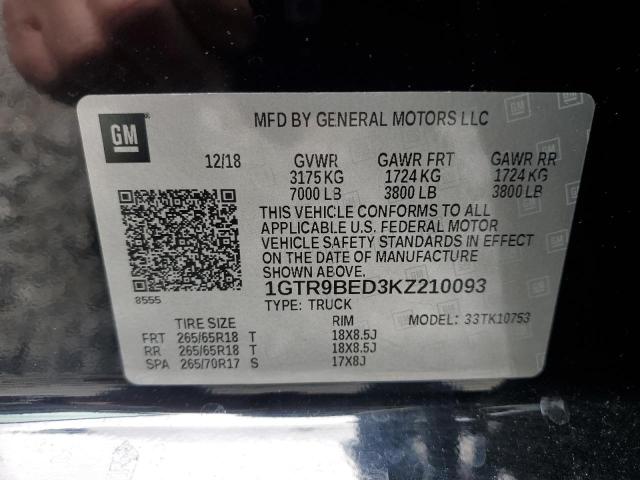 GM
MFD BY GENERAL MOTORS LLC
12/18 GVWR GAWR FRT GAWR RR
3175 KG 1724 KG 1724 KG
7000 LB 3800 LB 3800 LB
THIS VEHICLE CONFORMS TO ALL
APPLICABLE U.S. FEDERAL MOTOR
VEHICLE SAFETY STANDARDS IN EFFECT
ON THE DATE OF MANUFACTURE
SHOWN ABOVE.
8555
1GTR9BED3KZ210093
TYPE: TRUCK MODEL: 33TK10753
TIRE SIZE RIM
FRT 265/65R18 T 18X8.5J
RR 265/65R18 T 18X8.5J
SPA 265/70R17 S 17X8J